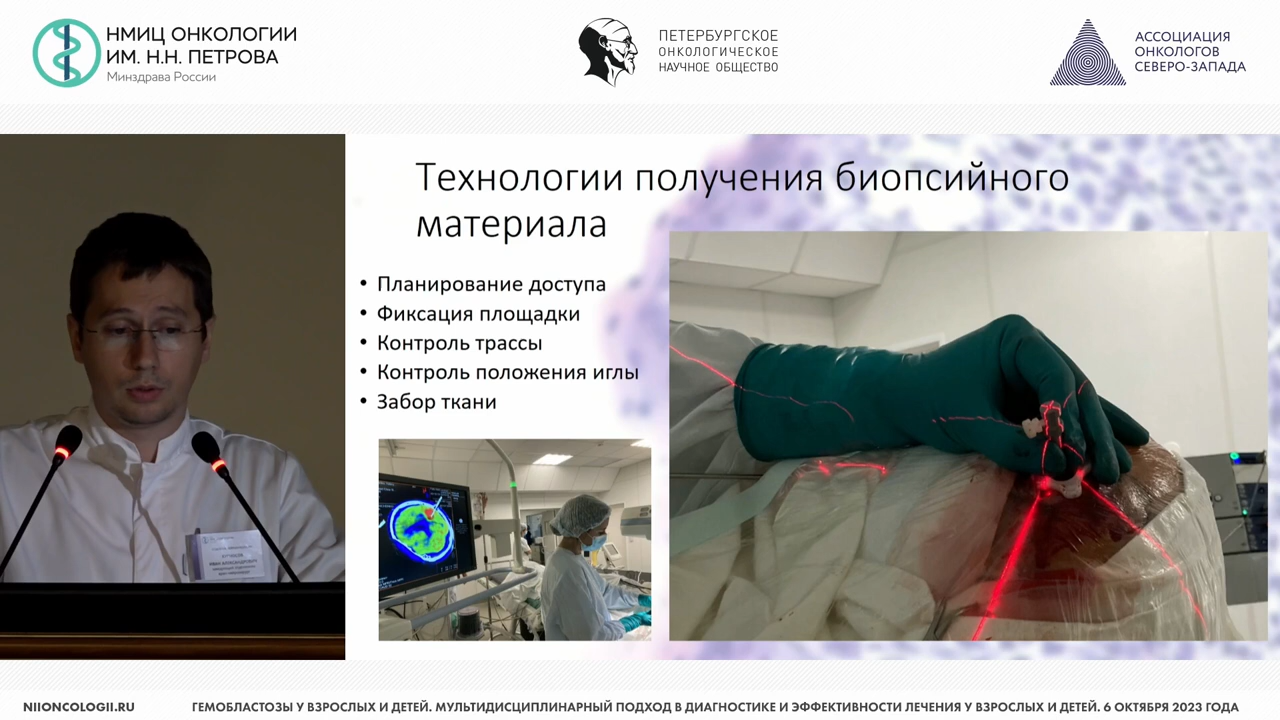 НМИЦ ОНКОЛОГИИ
ИМ. Н.Н. ПЕТРОВА
Минздрава России
ПЕТЕРБУРГСКОЕ
ОНКОЛОГИЧЕСКОЕ
НАУЧНОЕ ОБЩЕСТВО
АССОЦИАЦИЯ
ОНКОЛОГОВ
СЕВЕРО-ЗАПАДА
Технологии получения биопсийного
материала
• Планирование доступа
• Фиксация площадки
• Контроль трассы
• Контроль положения иглы
• Забор ткани
ИВАН АЛЕКСАНДРОВИЧ
NIIONCOLOGII.RU
ГЕМОБЛАСТОЗЫ У ВЗРОСЛЫХ И ДЕТЕЙ. МУЛЬТИДИСЦИПЛИНАРНЫЙ ПОДХОД В ДИАГНОСТИКЕ И ЭФФЕКТИВНОСТИ ЛЕЧЕНИЯ У ВЗРОСЛЫХ И ДЕТЕЙ. 6 ОКТЯБРЯ 2023 ГОДА